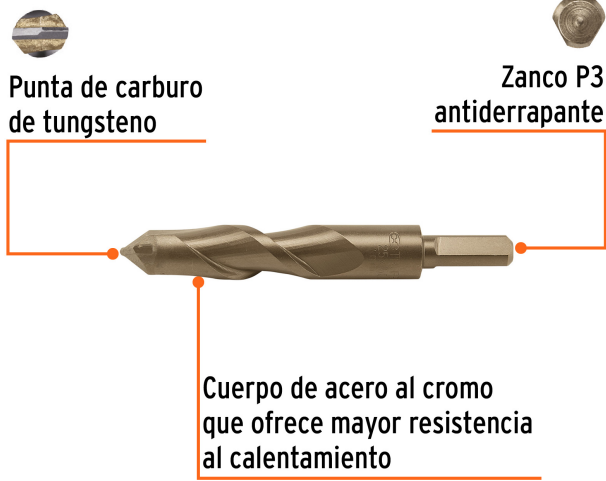 Punta de carburo
de tungsteno
Zanco P3
antiderrapante
Cuerpo de acero al cromo
que ofrece mayor resistencia
al calentamiento